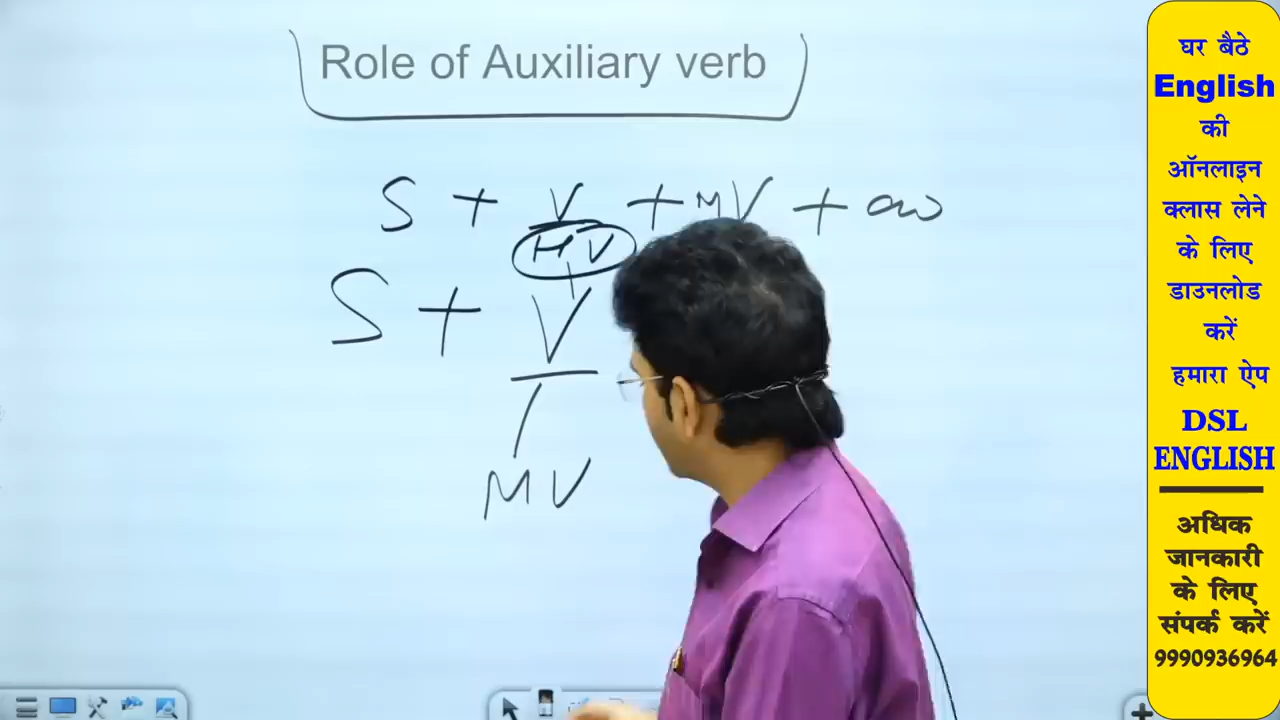 Role of Auxiliary verb
S + V + MV + ow
HV
S + V
MV
घर बैठे
English
की
ऑनलाइन
क्लास लेने
के लिए
डाउनलोड
करें
हमारा ऐप
DSL
ENGLISH
अधिक
जानकारी
के लिए
संपर्क करें
9990936964